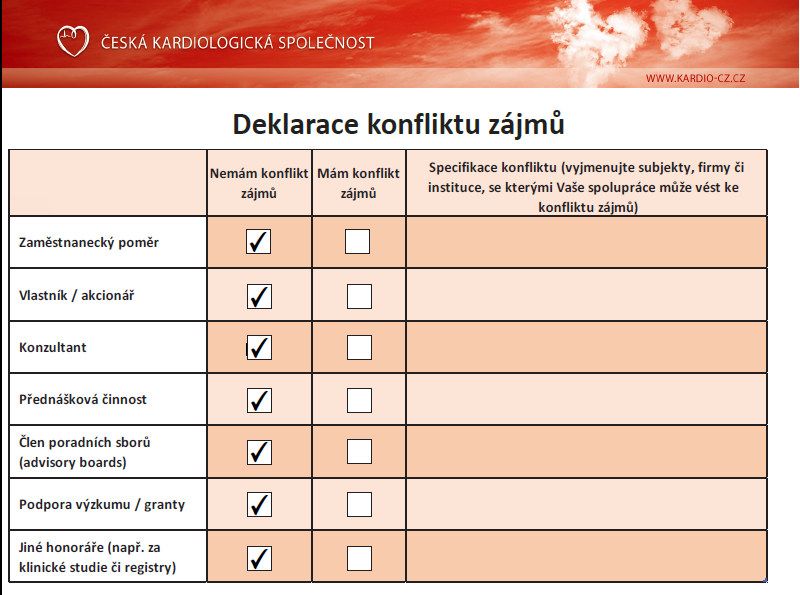 ČESKÁ KARDIOLOGICKÁ SPOLEČNOST
WWW.KARDIO-CZ.CZ
Deklarace konfliktu zájmů
Nemám konflikt zájmů
Mám konflikt zájmů
Specifikace konfliktu (vyjmenujte subjekty, firmy či
instituce, se kterými Vaše spolupráce může vést ke
konfliktu zájmů)
Zaměstnanecký poměr
Vlastník / akcionář
Konzultant
Přednášková činnost
Člen poradních sborů
(advisory boards)
Podpora výzkumu / granty
Jiné honoráře (např. za
klinické studie či registry)